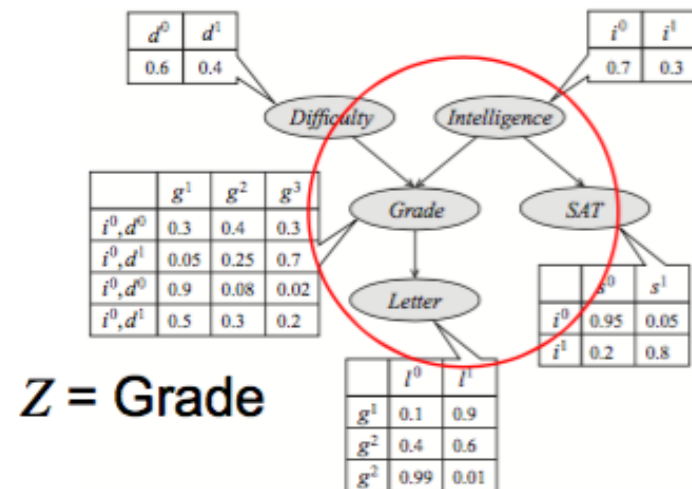 d⁰ d¹
0.6 0.4
i⁰ i¹
0.7 0.3
Difficulty
Intelligence
g¹ g² g³
i⁰, d⁰ 0.3 0.4 0.3
i⁰, d¹ 0.05 0.25 0.7
i⁰, d⁰ 0.9 0.08 0.02
i⁰, d¹ 0.5 0.3 0.2
Grade
SAT
Letter
s⁰ s¹
i⁰ 0.95 0.05
i¹ 0.2 0.8
l⁰ l¹
g¹ 0.1 0.9
g² 0.4 0.6
g² 0.99 0.01
Z = Grade